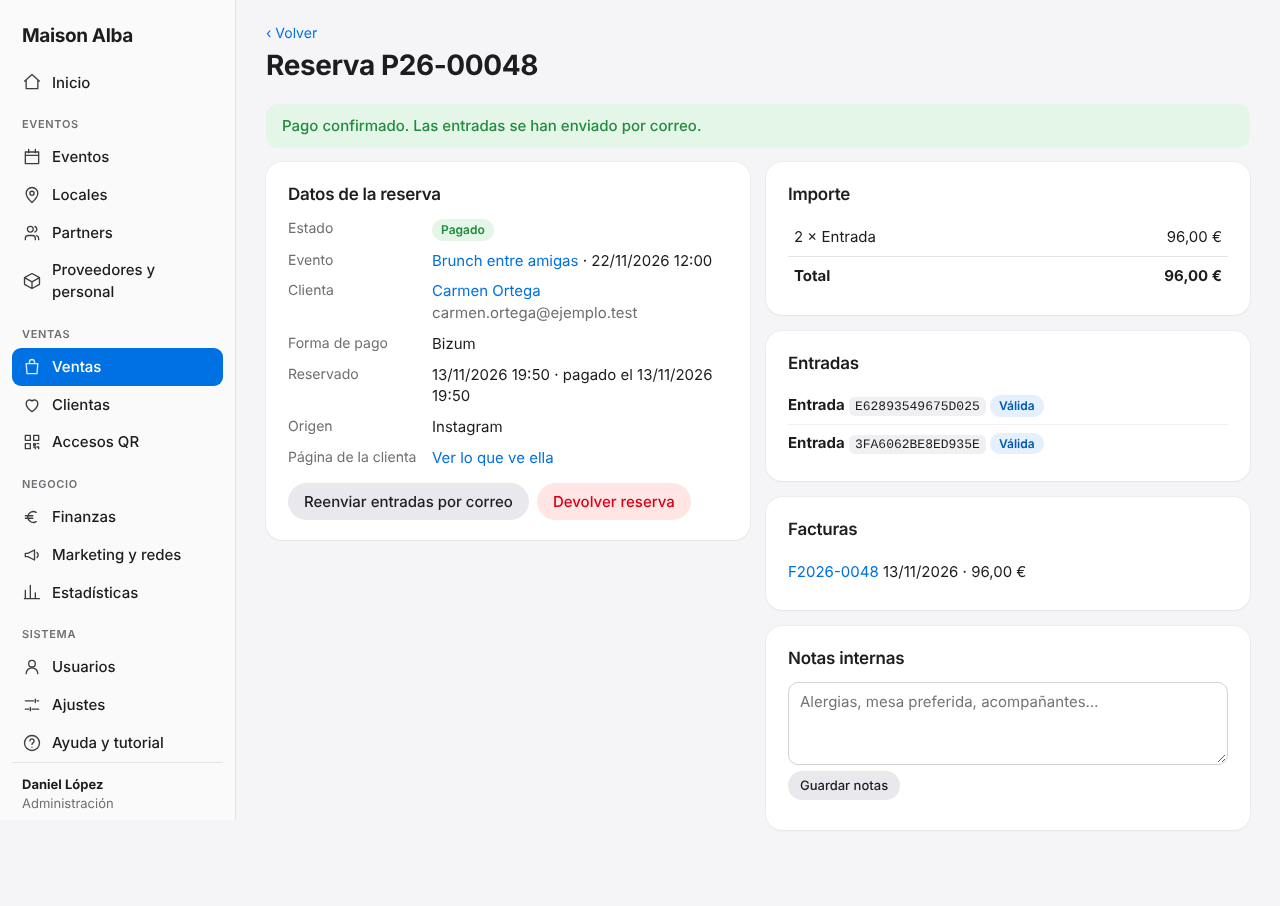 Maison Alba
Inicio
EVENTOS
Eventos
Locales
Partners
Proveedores y
personal
VENTAS
Ventas
Clientas
Accesos QR
NEGOCIO
Finanzas
Marketing y redes
Estadísticas
SISTEMA
Usuarios
Ajustes
Ayuda y tutorial
Daniel López
Administración
‹ Volver
Reserva P26-00048
Pago confirmado. Las entradas se han enviado por correo.
Datos de la reserva
Estado Pagado
Evento Brunch entre amigas · 22/11/2026 12:00
Clienta Carmen Ortega
carmen.ortega@ejemplo.test
Forma de pago Bizum
Reservado 13/11/2026 19:50 · pagado el 13/11/2026
19:50
Origen Instagram
Página de la clienta Ver lo que ve ella
Reenviar entradas por correo Devolver reserva
Importe
2 × Entrada 96,00 €
Total 96,00 €
Entradas
Entrada E62893549675D025 Válida
Entrada 3FA6062BE8ED935E Válida
Facturas
F2026-0048 13/11/2026 · 96,00 €
Notas internas
Alergias, mesa preferida, acompañantes...
Guardar notas